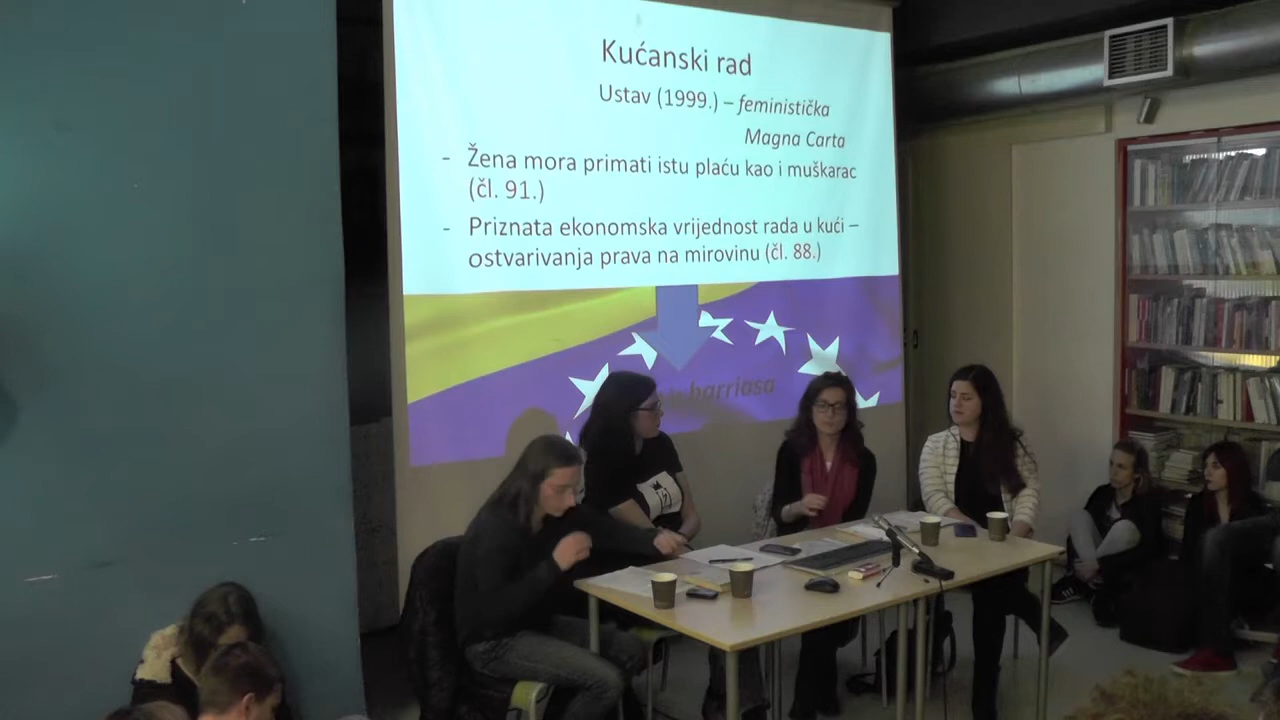 Kućanski rad
Ustav (1999.) – feministička
Magna Carta
- Žena mora primati istu plaću kao i muškarac
(čl. 91.)
- Priznata ekonomska vrijednost rada u kući –
ostvarivanja prava na mirovinu (čl. 88.)
barriosa